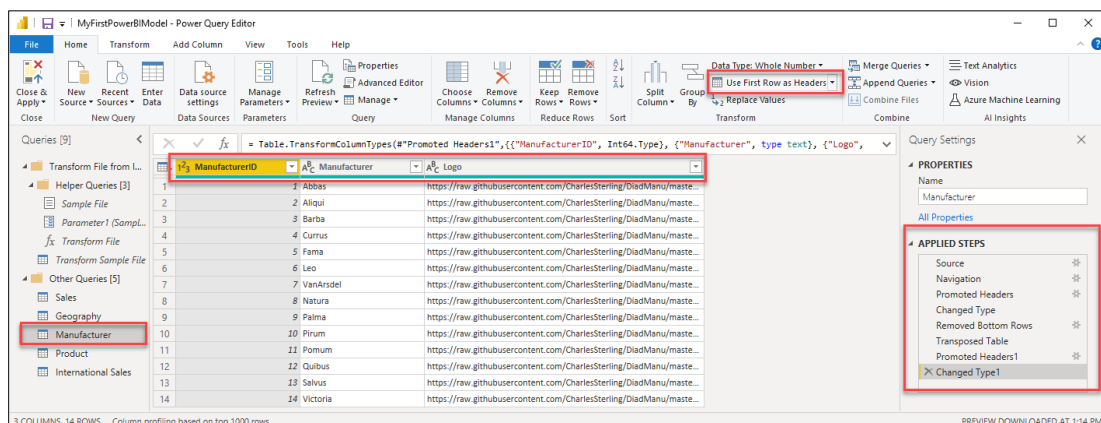 MyFirstPowerBIModel - Power Query Editor
File Home Transform Add Column View Tools Help
Close & Apply
New Source
Recent Sources
Enter Data
Data source settings
Manage Parameters
Refresh Preview
Properties
Advanced Editor
Manage
Choose Columns
Remove Columns
Keep Rows
Remove Rows
Split Column
Group By
Data Type: Whole Number
Use First Row as Headers
Replace Values
Merge Queries
Append Queries
Combine Files
Text Analytics
Vision
Azure Machine Learning
Close New Query Data Sources Parameters Query Manage Columns Reduce Rows Sort Transform Combine AI Insights
Queries [9]
Transform File from I...
Helper Queries [3]
Sample File
Parameter1 (Sampl...
Transform File
Transform Sample File
Other Queries [5]
Sales
Geography
Manufacturer
Product
International Sales
= Table.TransformColumnTypes(#"Promoted Headers1",{{"ManufacturerID", Int64.Type}, {"Manufacturer", type text}, {"Logo",
ManufacturerID Manufacturer Logo
1 1 Abbas https://raw.githubusercontent.com/CharlesSterling/DiadManu/maste...
2 2 Aliqui https://raw.githubusercontent.com/CharlesSterling/DiadManu/maste...
3 3 Barba https://raw.githubusercontent.com/CharlesSterling/DiadManu/maste...
4 4 Currus https://raw.githubusercontent.com/CharlesSterling/DiadManu/maste...
5 5 Fama https://raw.githubusercontent.com/CharlesSterling/DiadManu/maste...
6 6 Leo https://raw.githubusercontent.com/CharlesSterling/DiadManu/maste...
7 7 VanArsdel https://raw.githubusercontent.com/CharlesSterling/DiadManu/maste...
8 8 Natura https://raw.githubusercontent.com/CharlesSterling/DiadManu/maste...
9 9 Palma https://raw.githubusercontent.com/CharlesSterling/DiadManu/maste...
10 10 Pirum https://raw.githubusercontent.com/CharlesSterling/DiadManu/maste...
11 11 Pomum https://raw.githubusercontent.com/CharlesSterling/DiadManu/maste...
12 12 Quibus https://raw.githubusercontent.com/CharlesSterling/DiadManu/maste...
13 13 Salvus https://raw.githubusercontent.com/CharlesSterling/DiadManu/maste...
14 14 Victoria https://raw.githubusercontent.com/CharlesSterling/DiadManu/maste...
Query Settings
PROPERTIES
Name
Manufacturer
All Properties
APPLIED STEPS
Source
Navigation
Promoted Headers
Changed Type
Removed Bottom Rows
Transposed Table
Promoted Headers1
Changed Type1
3 COLUMNS, 14 ROWS Column profiling based on top 1000 rows
PREVIEW DOWNLOADED AT 1:14 PM